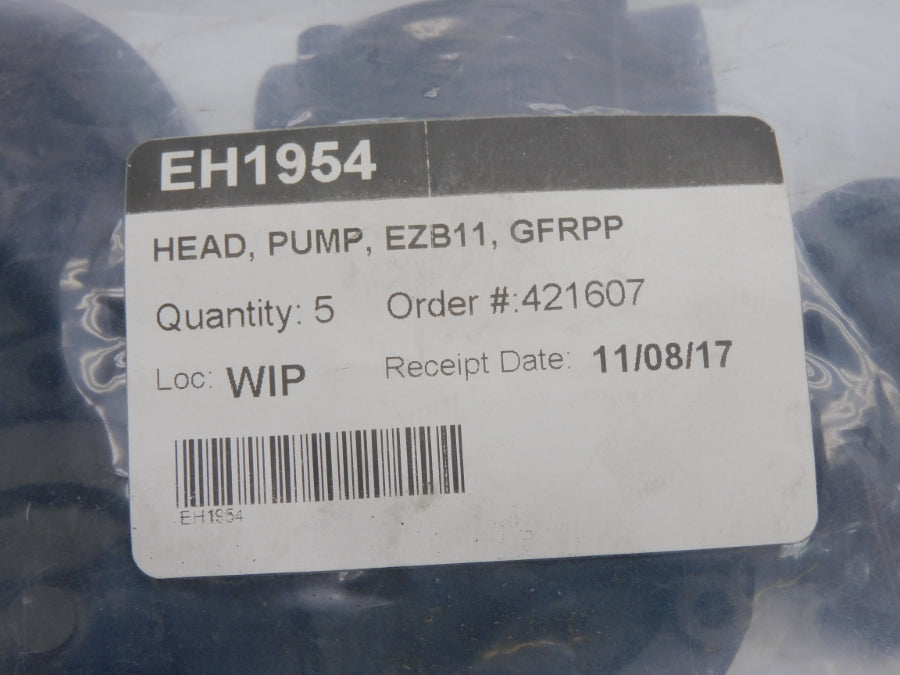 EH1954
HEAD, PUMP, EZB11, GFRPP
Quantity: 5 Order #:421607
Loc: WIP Receipt Date: 11/08/17
EH1954